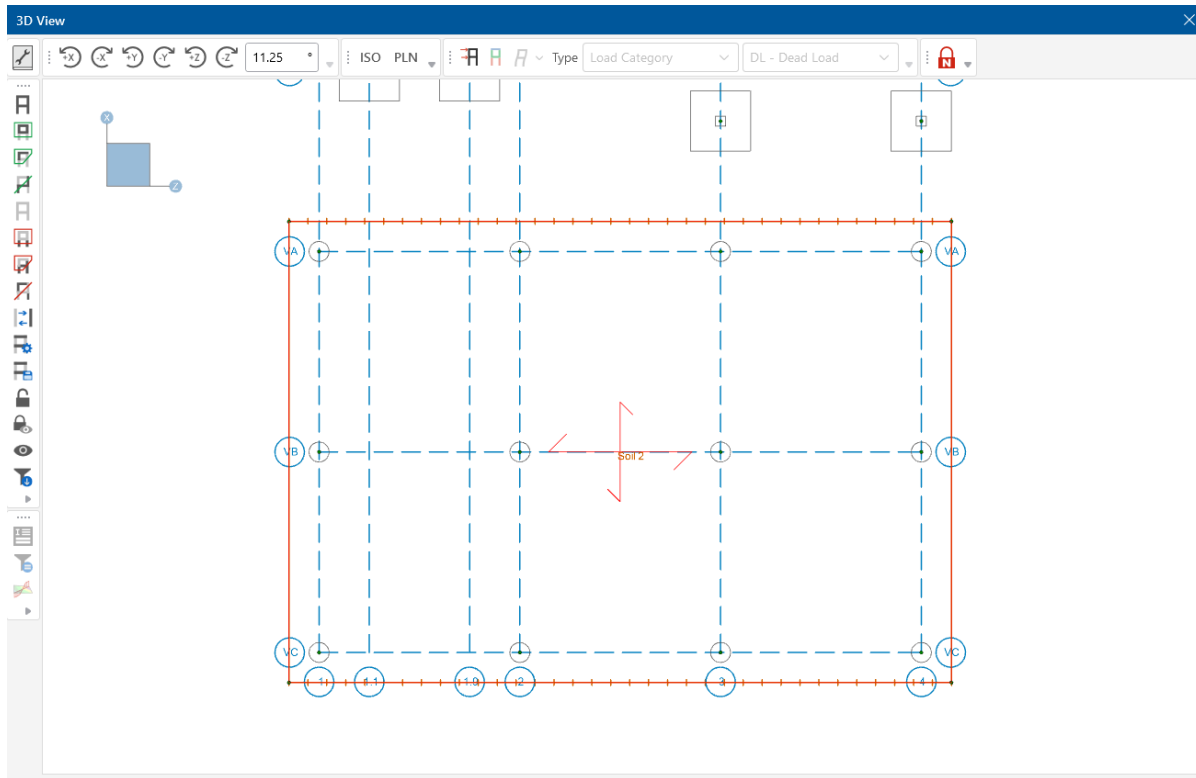 3D View
+X -X +Y -Y +Z -Z 11.25 ° ISO PLN Type Load Category DL - Dead Load N
X
Z
VA VA
VB VB
Soil 2
VC VC
1 1.1 1.9 2 3 4